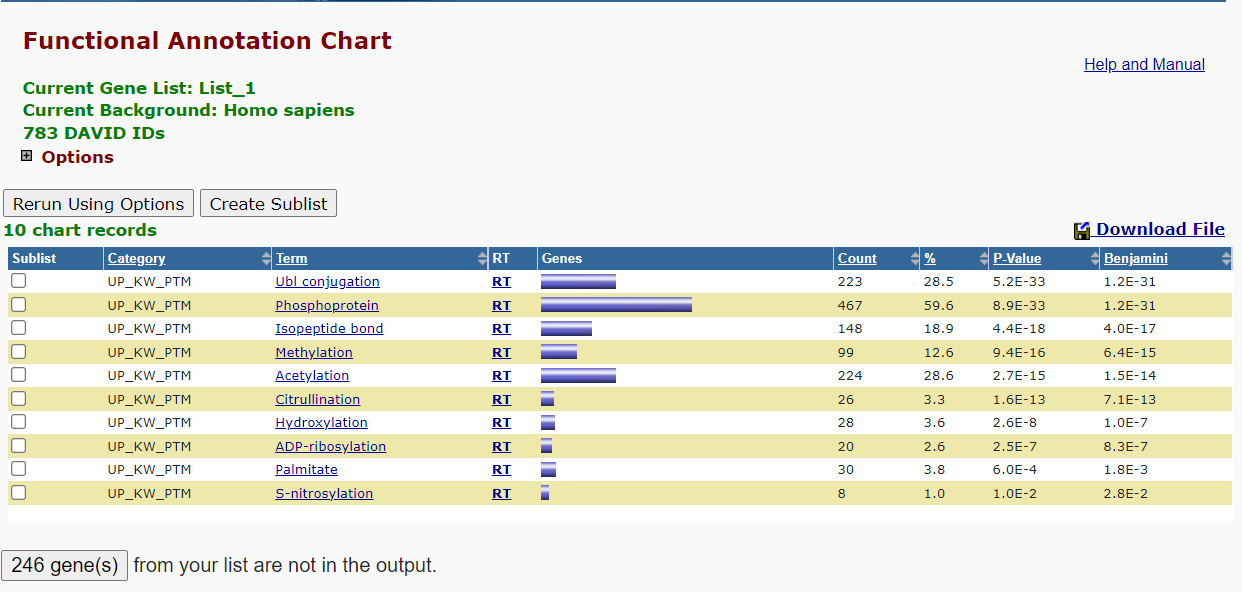 Functional Annotation Chart
Help and Manual
Current Gene List: List_1
Current Background: Homo sapiens
783 DAVID IDs
Options
Rerun Using Options Create Sublist
10 chart records Download File
Sublist Category Term RT Genes Count % P-Value Benjamini
UP_KW_PTM Ubl conjugation RT 223 28.5 5.2E-33 1.2E-31
UP_KW_PTM Phosphoprotein RT 467 59.6 8.9E-33 1.2E-31
UP_KW_PTM Isopeptide bond RT 148 18.9 4.4E-18 4.0E-17
UP_KW_PTM Methylation RT 99 12.6 9.4E-16 6.4E-15
UP_KW_PTM Acetylation RT 224 28.6 2.7E-15 1.5E-14
UP_KW_PTM Citrullination RT 26 3.3 1.6E-13 7.1E-13
UP_KW_PTM Hydroxylation RT 28 3.6 2.6E-8 1.0E-7
UP_KW_PTM ADP-ribosylation RT 20 2.6 2.5E-7 8.3E-7
UP_KW_PTM Palmitate RT 30 3.8 6.0E-4 1.8E-3
UP_KW_PTM S-nitrosylation RT 8 1.0 1.0E-2 2.8E-2
246 gene(s) from your list are not in the output.